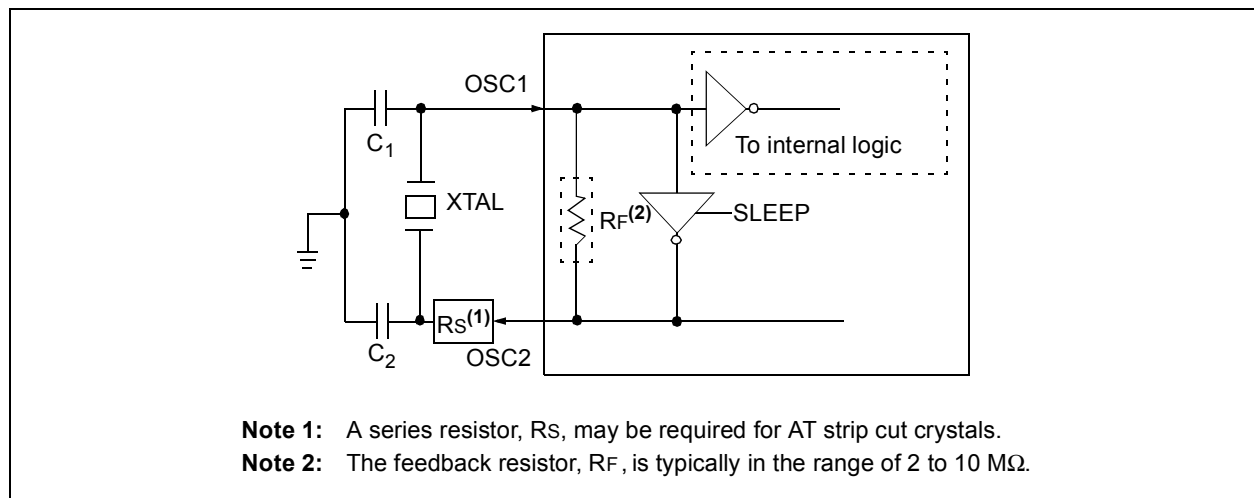 OSC1
C1
To internal logic
XTAL
RF(2)
SLEEP
RS(1)
C2
OSC2
Note 1: A series resistor, RS, may be required for AT strip cut crystals.
Note 2: The feedback resistor, RF, is typically in the range of 2 to 10 MΩ.